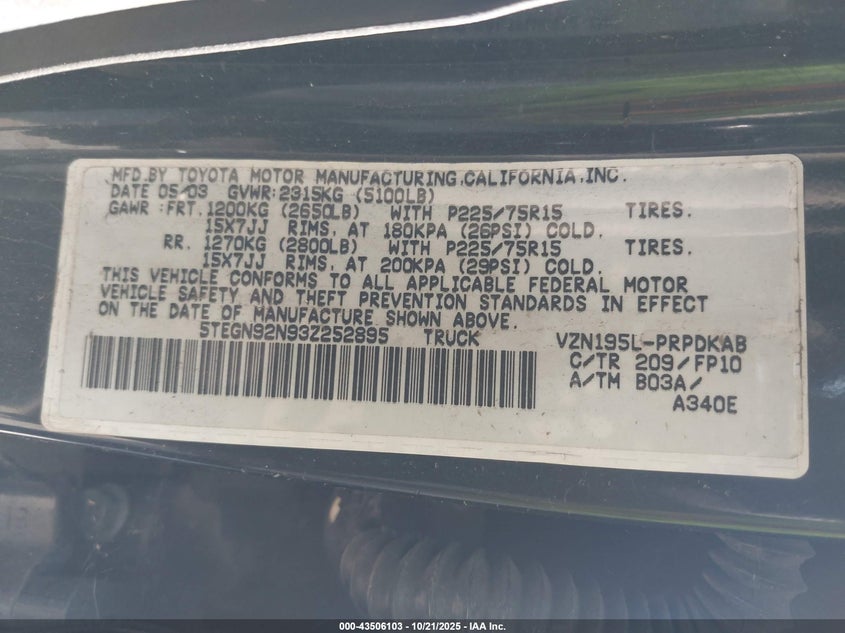 MFD.BY TOYOTA MOTOR MANUFACTURING,CALIFORNIA,INC.
DATE 05/03 GVWR:2315KG (5100LB)
GAWR :FRT.1200KG (2650LB) WITH P225/75R15 TIRES.
15X7JJ RIMS, AT 180KPA (26PSI) COLD.
RR. 1270KG (2800LB) WITH P225/75R15 TIRES.
15X7JJ RIMS, AT 200KPA (29PSI) COLD.
THIS VEHICLE CONFORMS TO ALL APPLICABLE FEDERAL MOTOR
VEHICLE SAFETY AND THEFT PREVENTION STANDARDS IN EFFECT
ON THE DATE OF MANUFACTURE SHOWN ABOVE.
5TEGN92N93Z252895 TRUCK VZN195L-PRPDKAB
C/TR 209/FP10
A/TM B03A/
A340E
000-43506103 | 10/21/2025 | IAA Inc.